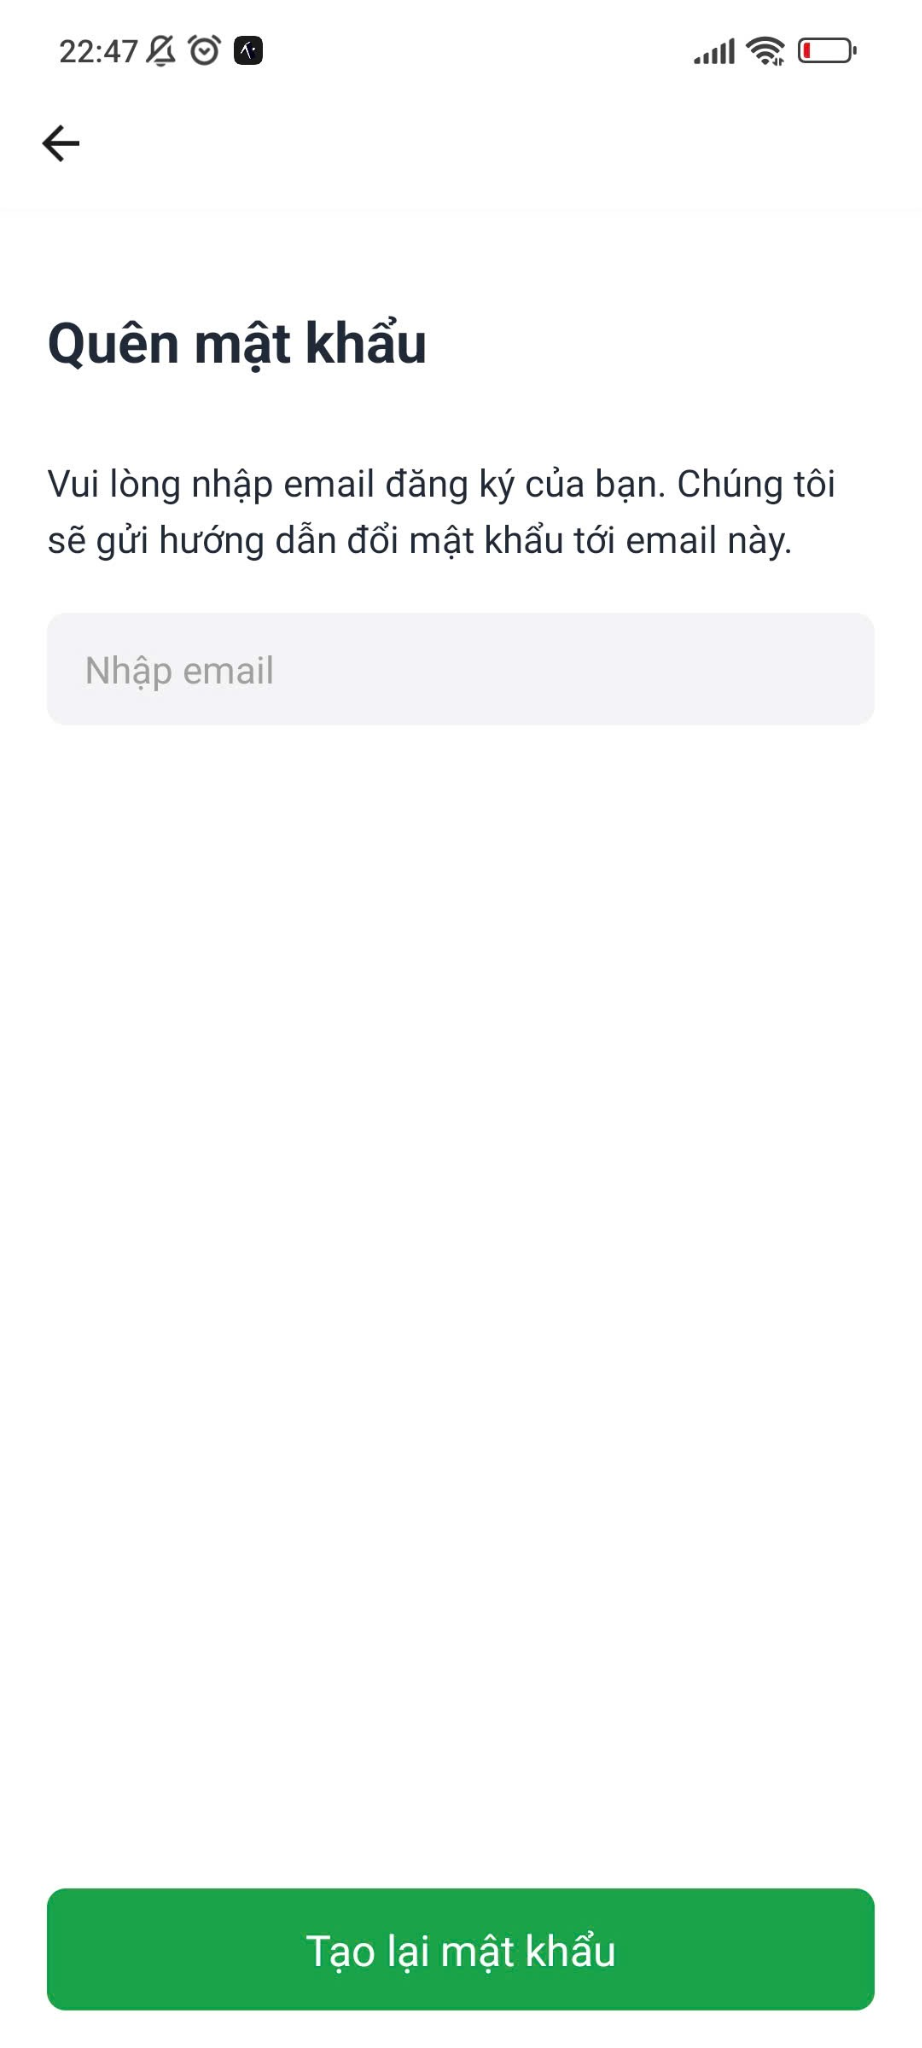 22:47
Quên mật khẩu
Vui lòng nhập email đăng ký của bạn. Chúng tôi
sẽ gửi hướng dẫn đổi mật khẩu tới email này.
Nhập email
Tạo lại mật khẩu